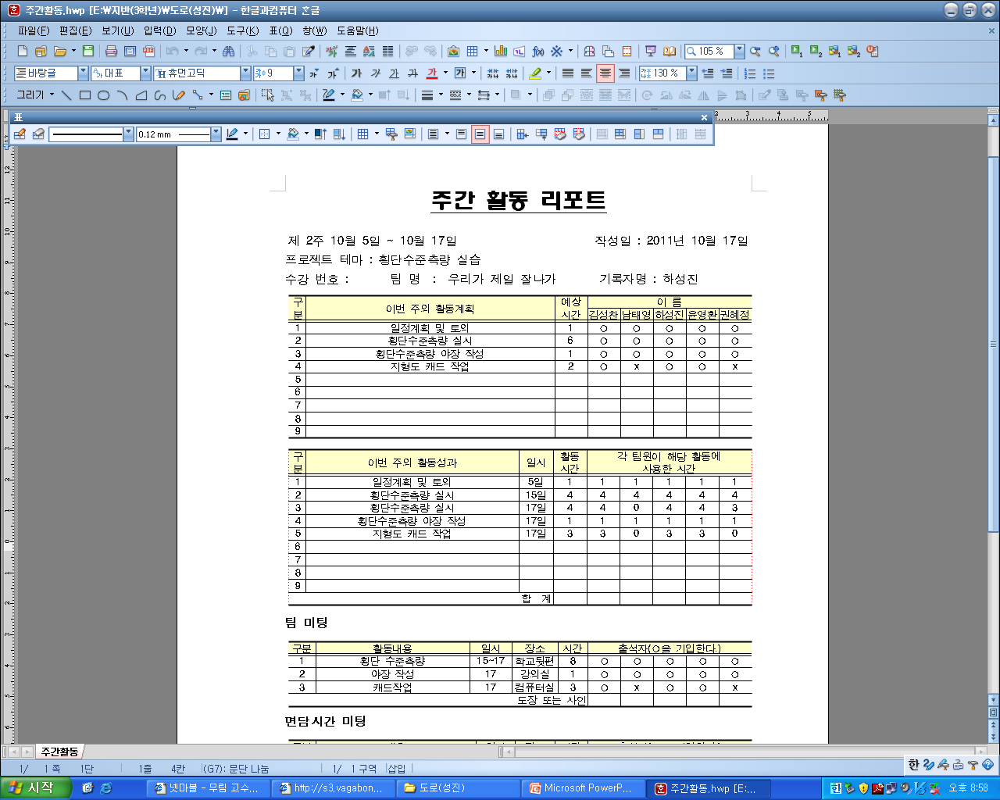 주간활동.hwp [E:₩지반(3학년)₩도로(성진)₩] - 한글과컴퓨터 한글
파일(F) 편집(E) 보기(U) 입력(D) 모양(J) 도구(K) 표(Q) 창(W) 도움말(H)
105 %
바탕글 대표 휴먼고딕 9 가 가 가 가 가 가 130 %
그리기
표
0.12 mm
주간 활동 리포트
제 2주 10월 5일 ~ 10월 17일 작성일 : 2011년 10월 17일
프로젝트 테마 : 횡단수준측량 실습
수강 번호 : 팀 명 : 우리가 제일 잘나가 기록자명 : 하성진
구분 이번 주의 활동계획 예상시간 이 름
김성찬 남태영 하성진 윤영환 권혜정
1 일정계획 및 토의 1 ○ ○ ○ ○ ○
2 횡단수준측량 실시 6 ○ ○ ○ ○ ○
3 횡단수준측량 야장 작성 1 ○ ○ ○ ○ ○
4 지형도 캐드 작업 2 ○ x ○ ○ x
5
6
7
8
9
구분 이번 주의 활동성과 일시 활동시간 각 팀원이 해당 활동에 사용한 시간
1 일정계획 및 토의 5일 1 1 1 1 1 1
2 횡단수준측량 실시 15일 4 4 4 4 4 4
3 횡단수준측량 실시 17일 4 4 0 4 4 3
4 횡단수준측량 야장 작성 17일 1 1 1 1 1 1
5 지형도 캐드 작업 17일 3 3 0 3 3 0
6
7
8
9
합 계
팀 미팅
구분 활동내용 일시 장소 시간 출석자(○을 기입한다.)
1 횡단 수준측량 15~17 학교뒷편 8 ○ ○ ○ ○ ○
2 야장 작성 17 강의실 1 ○ ○ ○ ○ ○
3 캐드작업 17 컴퓨터실 3 ○ x ○ ○ x
도장 또는 사인
면담시간 미팅
주간활동
1/ 1 쪽 1단 1줄 4칸 (G7): 문단 나눔 1/ 1 구역 삽입
한
시작 넷마블 - 무림 고수... http://s3.vagabon... 도로(성진) Microsoft PowerP... 주간활동.hwp [E:... 오후 8:58